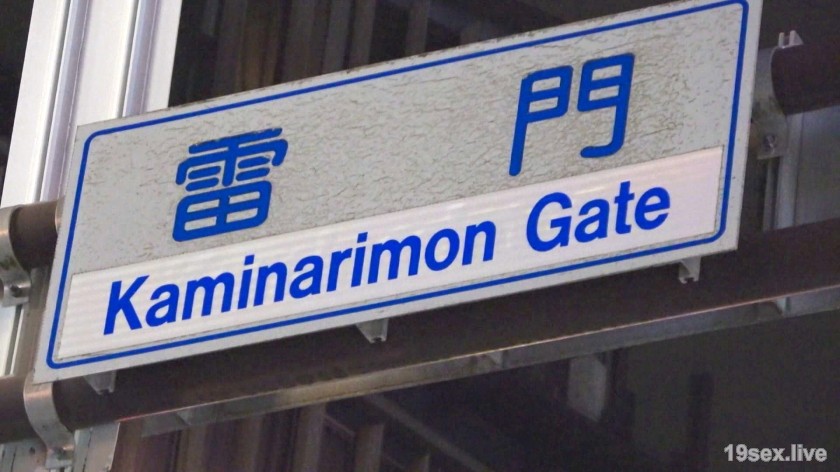 雷門
Kaminarimon Gate
19sex.live